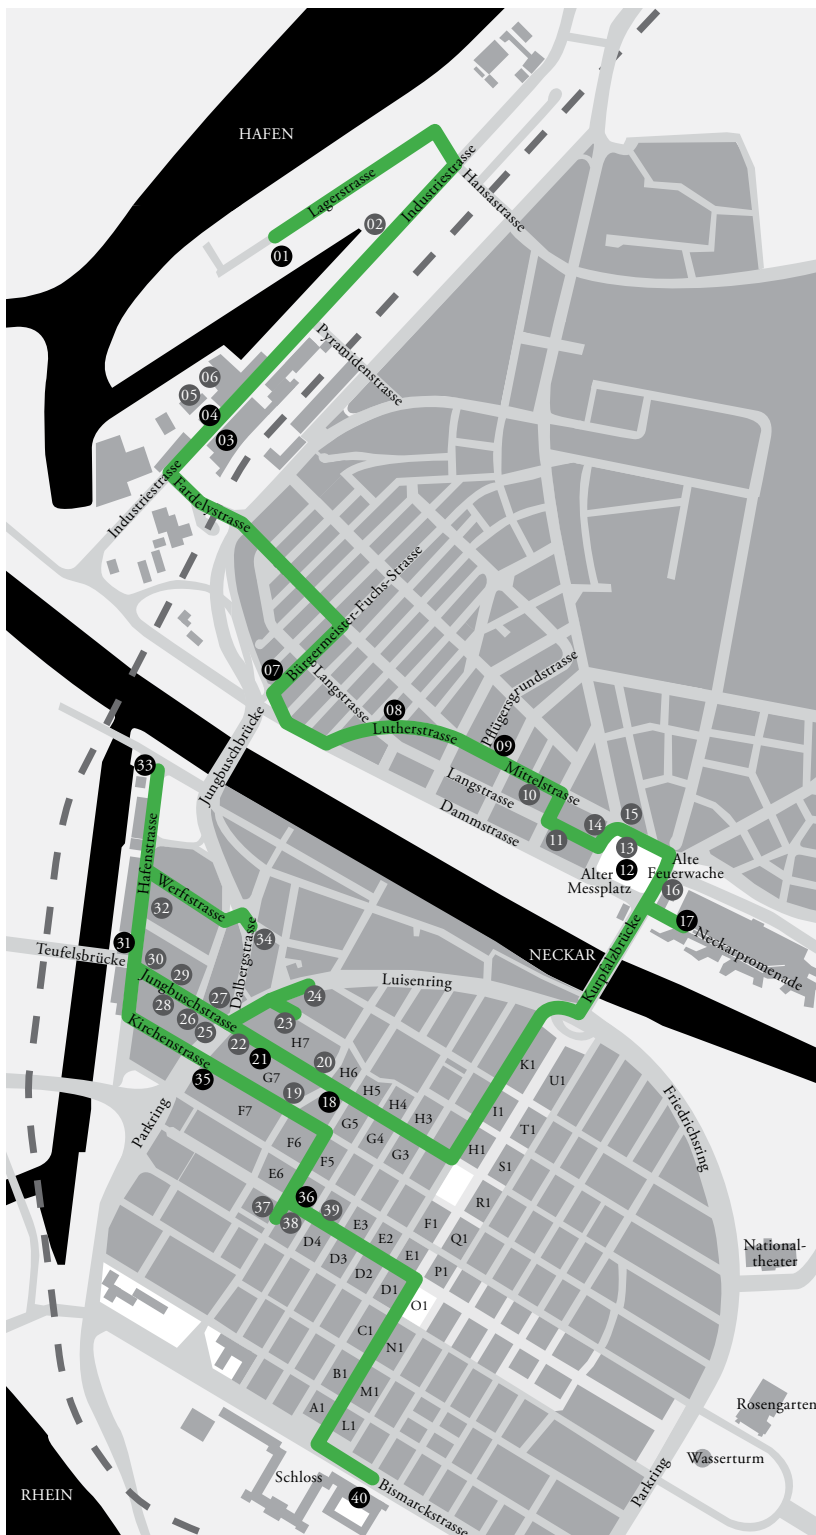 HAFEN
Lagerstrasse
Industriestrasse
Hansastrasse
02
01
Pyramidenstrasse
06
05
04
03
Industriestrasse
Fardelystrasse
Bürgermeister-Fuchs-Strasse
07
Langstrasse
08
Lutherstrasse
Pflügersgrundstrasse
09
Jungbuschbrücke
Mittelstrasse
Langstrasse
10
Dammstrasse
11
14
15
13
12
Alter
Messplatz
Alte
Feuerwache
16
17
Neckarpromenade
33
Hafenstrasse
Werftstrasse
32
34
Dalbergstrasse
31
Teufelsbrücke
30
29
NECKAR
Kurpfalzbrücke
Jungbuschstrasse
27
24
Luisenring
28
26
25
23
22
21
Kirchenstrasse
H7
20
35
G7
19
H6
18
H5
H4
H3
K1
U1
I1
T1
Friedrichsring
Parkring
F7
G5
G4
G3
H1
S1
F6
F5
E6
R1
36
37
38
39
E3
E2
E1
F1
Q1
P1
D4
D3
D2
D1
O1
National-
theater
C1
N1
B1
M1
A1
L1
Rosengarten
Wasserturm
Parkring
Schloss
40
Bismarckstrasse
RHEIN